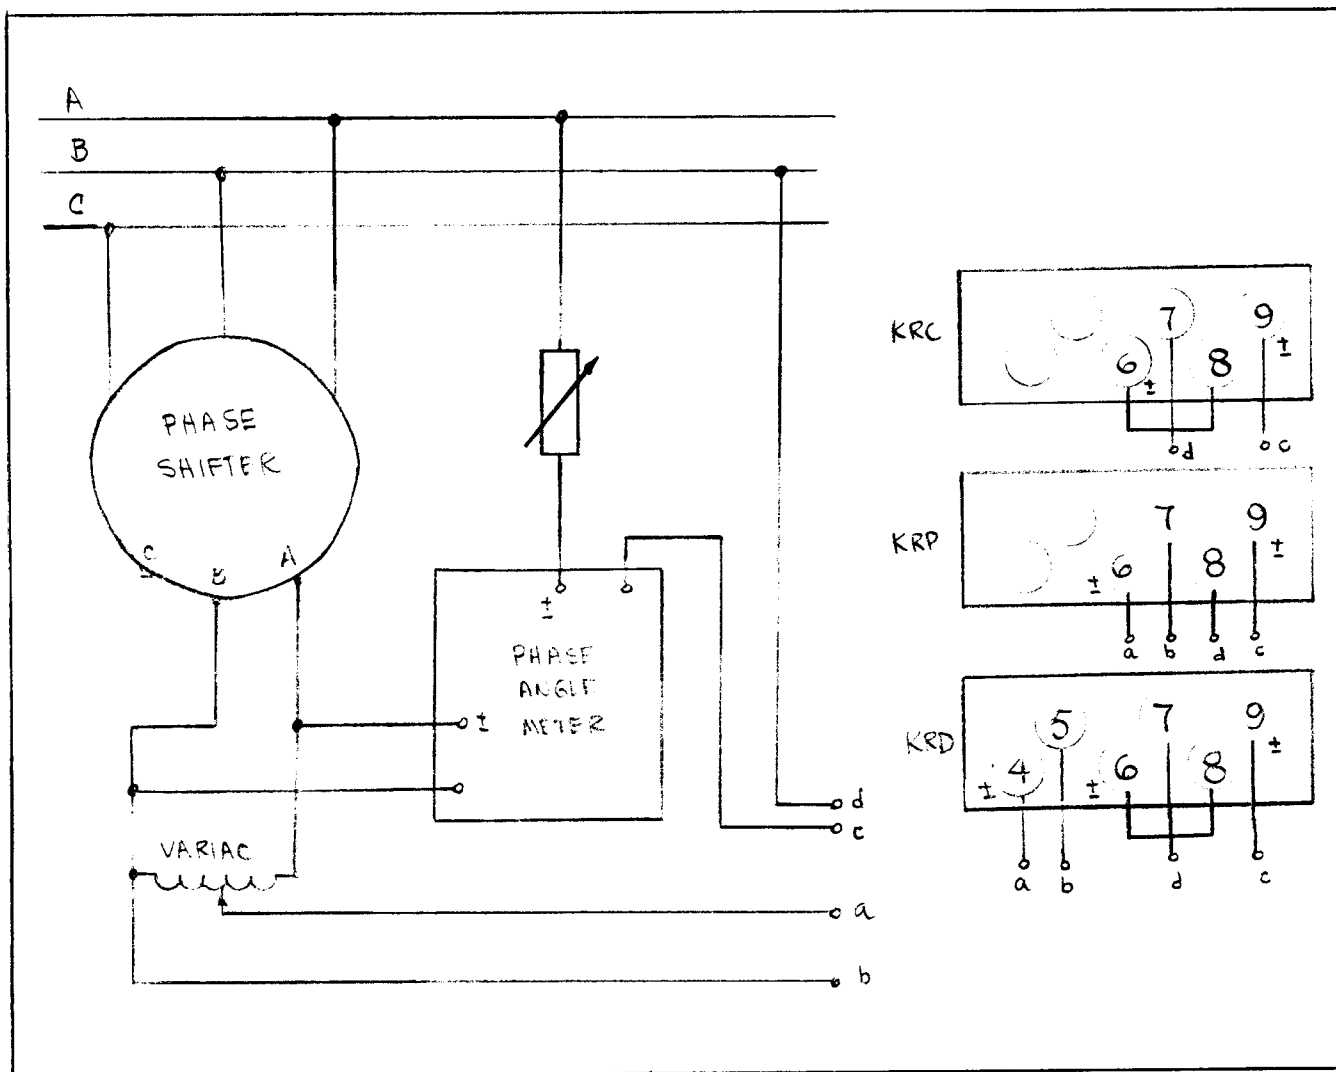 A
B
C
PHASE
SHIFTER
C
±
B
A
±
PHASE
ANGLE
METER
±
VARIAC
d
c
a
b
KRC
7 9
6 8
± ±
d c
KRP
7 9
± 6 8 ±
a b d c
KRD
5 7 9
± 4 ± 6 8 ±
a b d c